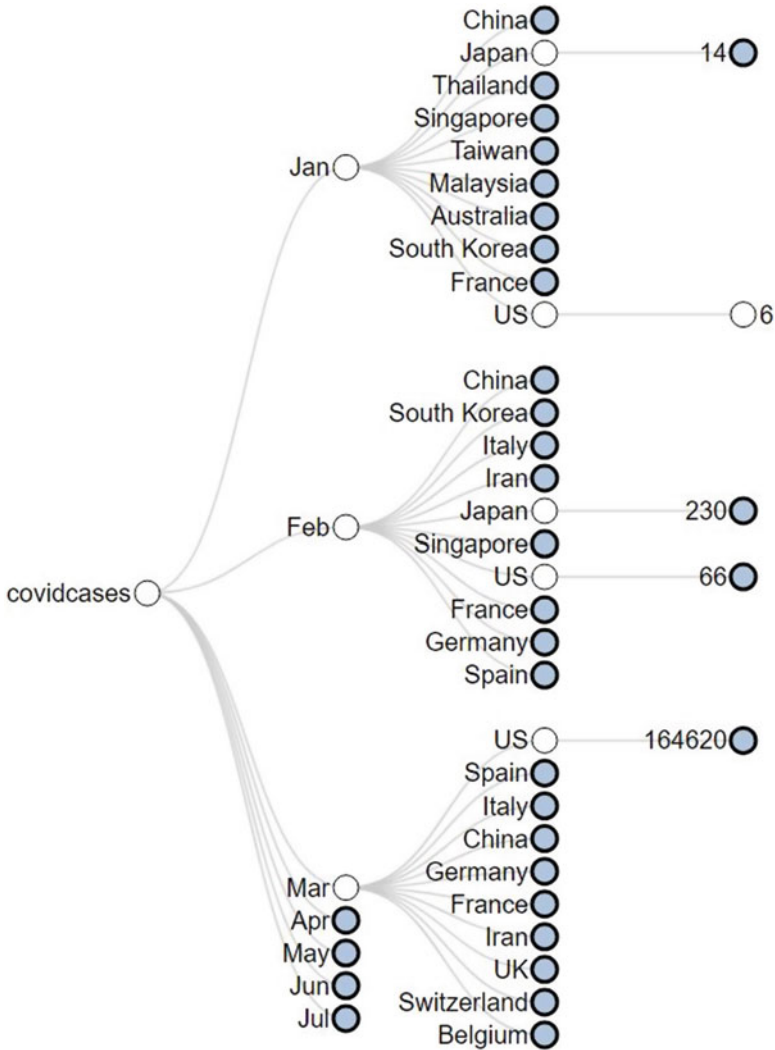 China
Japan 14
Thailand
Singapore
Taiwan
Jan
Malaysia
Australia
South Korea
France
US 6
China
South Korea
Italy
Iran
Japan 230
Feb
Singapore
US 66
covidcases
France
Germany
Spain
US 164620
Spain
Italy
China
Germany
Mar
France
Apr
Iran
May
UK
Jun
Switzerland
Jul
Belgium